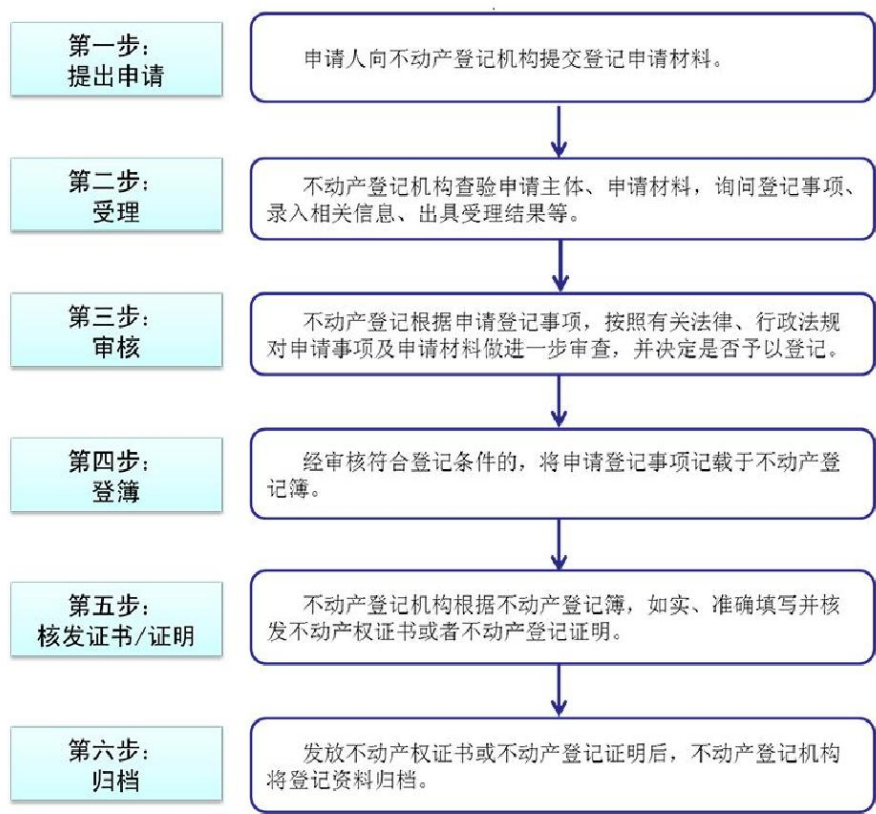 第一步：
提出申请
申请人向不动产登记机构提交登记申请材料。
第二步：
受理
不动产登记机构查验申请主体、申请材料，询问登记事项、
录入相关信息、出具受理结果等。
第三步：
审核
不动产登记根据申请登记事项，按照有关法律、行政法规
对申请事项及申请材料做进一步审查，并决定是否予以登记。
第四步：
登簿
经审核符合登记条件的，将申请登记事项记载于不动产登
记簿。
第五步：
核发证书/证明
不动产登记机构根据不动产登记簿，如实、准确填写并核
发不动产权证书或者不动产登记证明。
第六步：
归档
发放不动产权证书或不动产登记证明后，不动产登记机构
将登记资料归档。